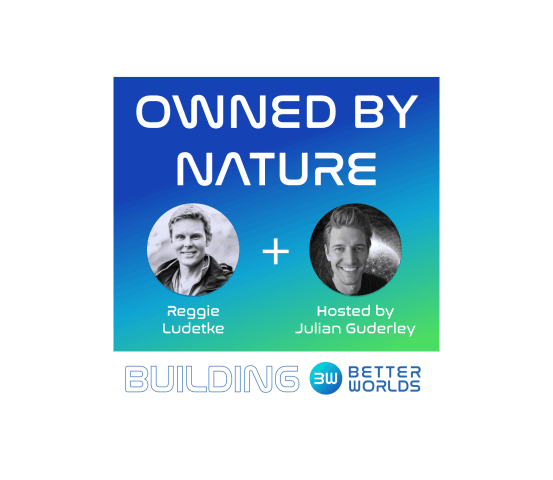 OWNED BY
NATURE
+
Reggie
Ludetke
Hosted by
Julian Guderley
BUILDING
BW
BETTER
WORLDS